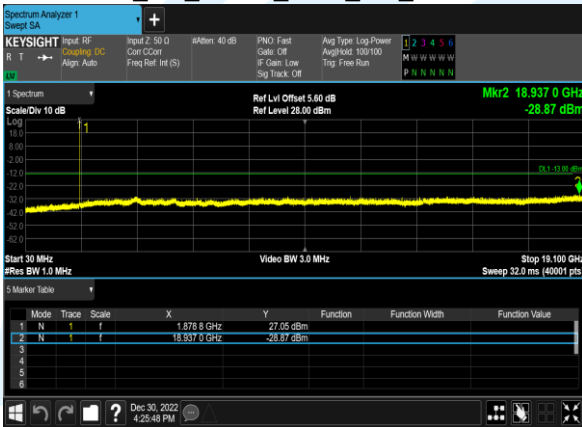 Spectrum Analyzer 1
Swept SA
+
KEYSIGHT
R T
LU
Input: RF
Coupling: DC
Align: Auto
Input Z: 50 Ω
Corr CCorr
Freq Ref: Int (S)
#Atten: 40 dB
PNO: Fast
Gate: Off
IF Gain: Low
Sig Track: Off
Avg Type: Log-Power
Avg|Hold: 100/100
Trig: Free Run
1 2 3 4 5 6
M W W W W W
P N N N N N
1 Spectrum
Scale/Div 10 dB
Ref Lvl Offset 5.60 dB
Ref Level 28.00 dBm
Mkr2 18.937 0 GHz
-28.87 dBm
Log
18.0
8.00
-2.00
-12.0
-22.0
-32.0
-42.0
-52.0
-62.0
1
DL1 -13.00 dBm
2
Start 30 MHz
#Res BW 1.0 MHz
Video BW 3.0 MHz
Stop 19.100 GHz
Sweep 32.0 ms (40001 pts
5 Marker Table
Mode Trace Scale X Y Function Function Width Function Value
1 N 1 f 1.878 8 GHz 27.05 dBm
2 N 1 f 18.937 0 GHz -28.87 dBm
3
4
5
6
?
Dec 30, 2022
4:25:48 PM